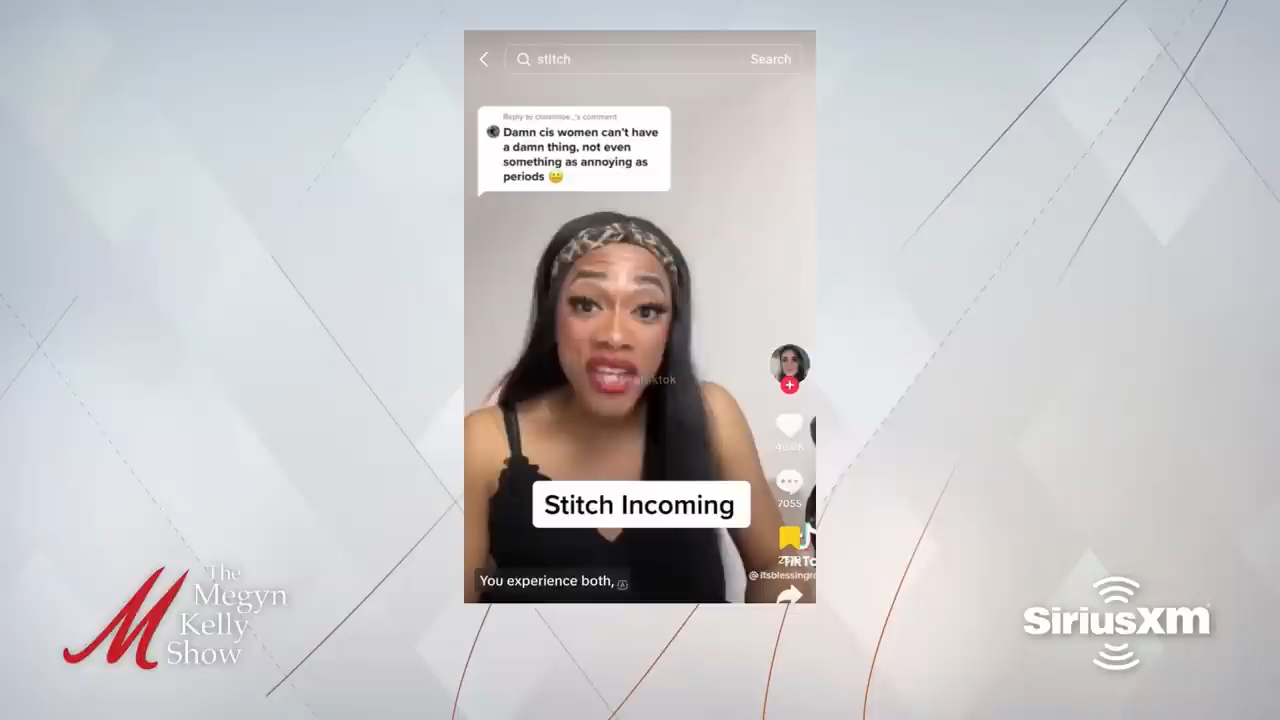 stitch
Search
Damn cis women can't have
a damn thing, not even
something as annoying as
periods
Stitch Incoming
You experience both,
7055
The
Megyn
Kelly
Show
SiriusXM